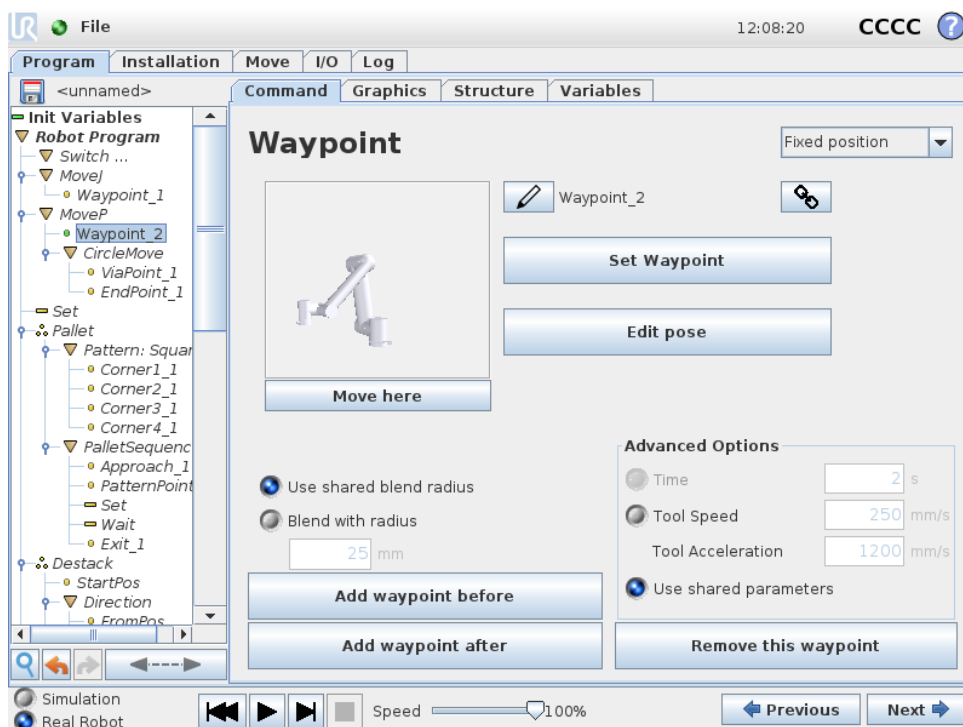 UR File 12:08:20 CCCC ?
Program Installation Move I/O Log
<unnamed> Command Graphics Structure Variables
Init Variables
Robot Program
Switch ...
MoveJ
Waypoint_1
MoveP
Waypoint_2
CircleMove
ViaPoint_1
EndPoint_1
Set
Pallet
Pattern: Squar
Corner1_1
Corner2_1
Corner3_1
Corner4_1
PalletSequenc
Approach_1
PatternPoint
Set
Wait
Exit_1
Destack
StartPos
Direction
FromPos
Waypoint
Fixed position
Waypoint_2
Set Waypoint
Edit pose
Move here
Use shared blend radius
Blend with radius
25 mm
Advanced Options
Time 2 s
Tool Speed 250 mm/s
Tool Acceleration 1200 mm/s
Use shared parameters
Add waypoint before
Add waypoint after
Remove this waypoint
Simulation
Real Robot
Speed 100%
Previous
Next